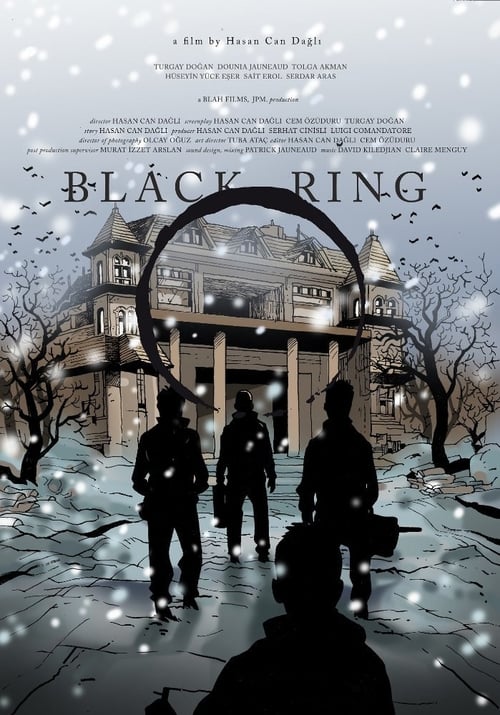 a film by Hasan Can Dağlı
TURGAY DOĞAN DOUNIA JAUNEAUD TOLGA AKMAN
HÜSEYİN YÜCE EŞER SAİT EROL SERDAR ARAS
a BLAH FILMS, JPM. production
director HASAN CAN DAĞLI screenplay HASAN CAN DAĞLI CEM ÖZÜDURU TURGAY DOĞAN
story HASAN CAN DAĞLI producer HASAN CAN DAĞLI SERHAT CİNİSLİ LUIGI COMANDATORE
director of photography OLCAY OĞUZ art director TUBA ATAÇ editor HASAN CAN DAĞLI CEM ÖZÜDURU
post production supervisor MURAT İZZET ARSLAN sound design, mixing PATRICK JAUNEAUD music DAVID KILEDJIAN CLAIRE MENGUY
BLACK RING